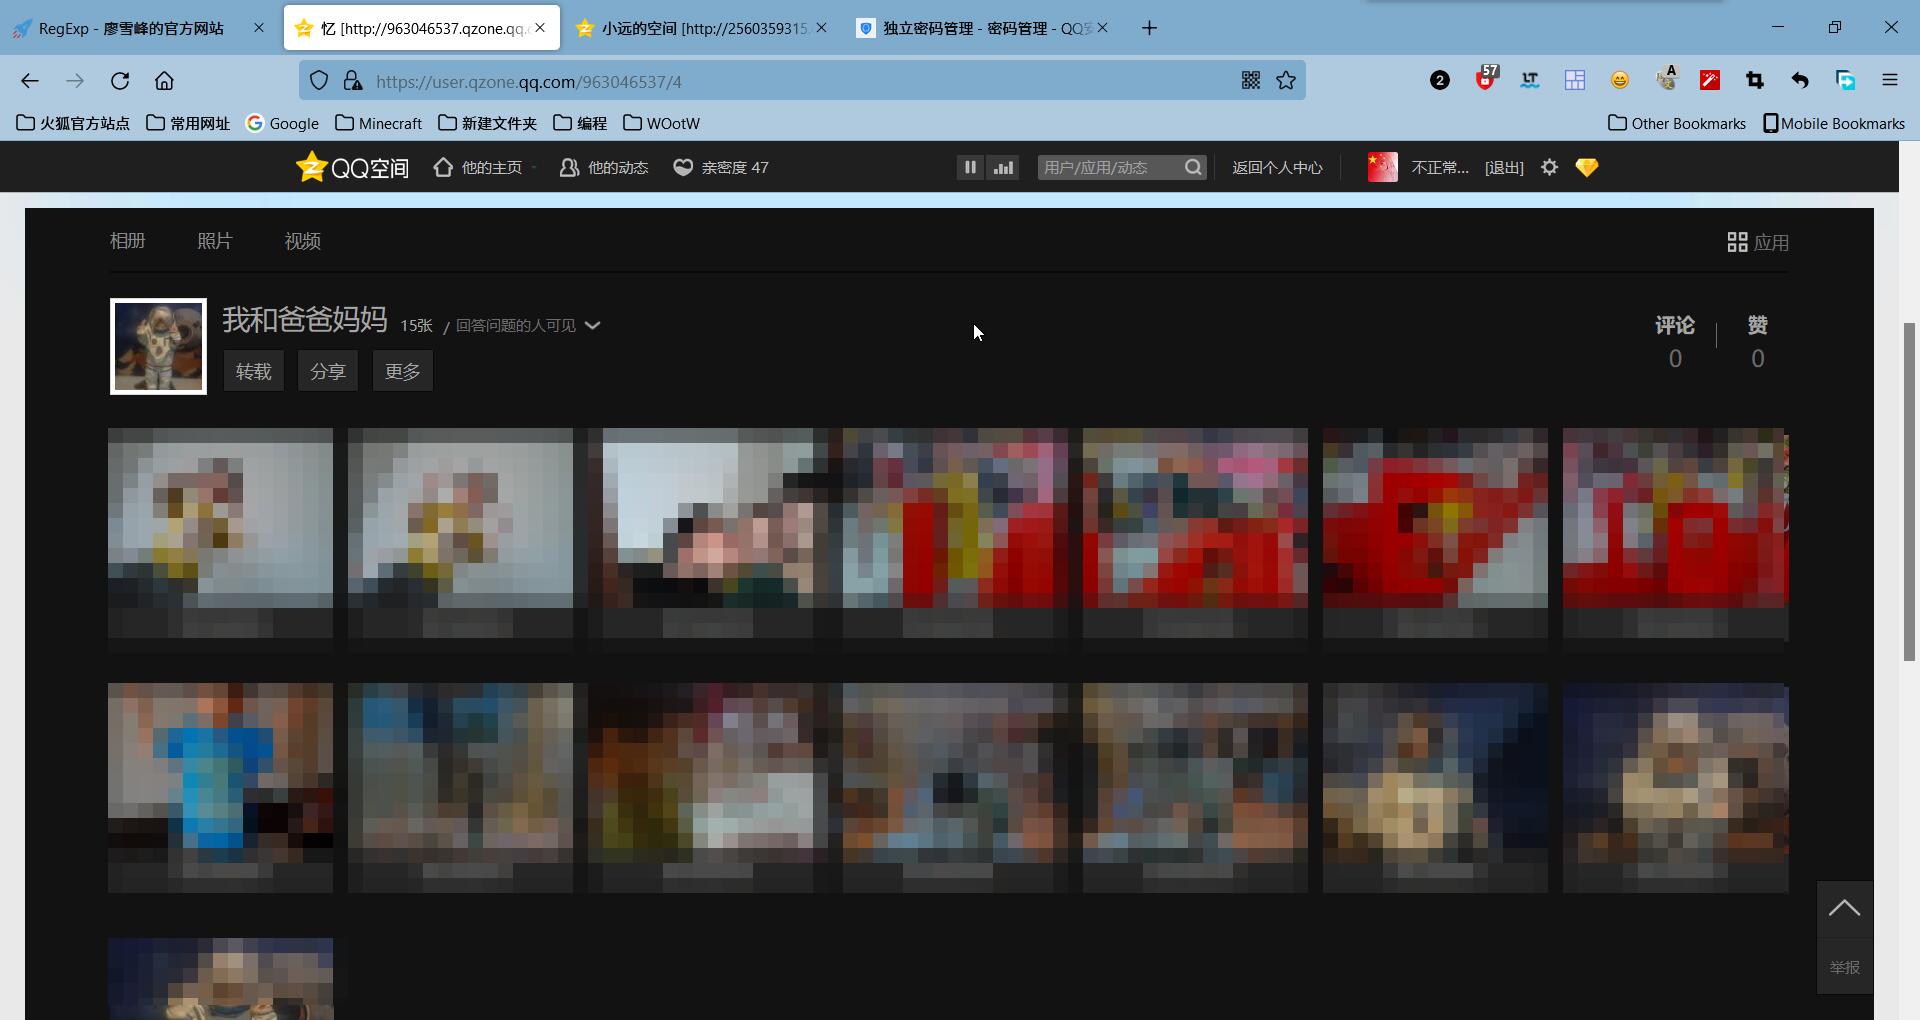 RegExp - 廖雪峰的官方网站
忆 [http://963046537.qzone.qq.c
小远的空间 [http://2560359315.
独立密码管理 - 密码管理 - QQ安
https://user.qzone.qq.com/963046537/4
2
57
LT
A
火狐官方站点
常用网址
Google
Minecraft
新建文件夹
编程
WOotW
Other Bookmarks
Mobile Bookmarks
QQ空间
他的主页
他的动态
亲密度 47
用户/应用/动态
返回个人中心
不正常...
[退出]
相册
照片
视频
应用
我和爸爸妈妈 15张 / 回答问题的人可见
评论
赞
0
0
转载
分享
更多
举报